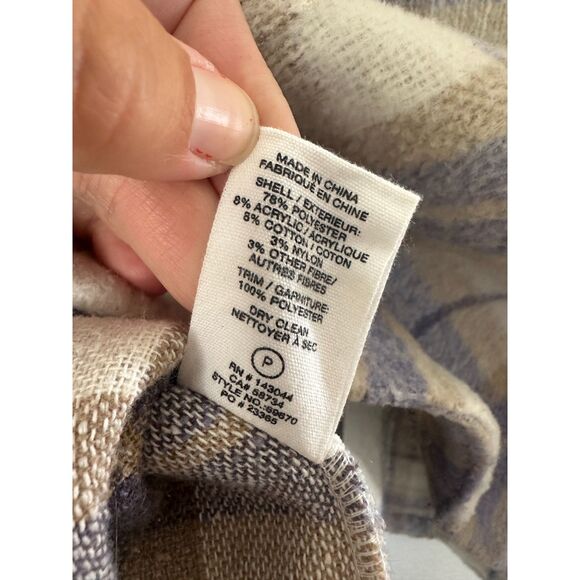 MADE IN CHINA
FABRIQUÉ EN CHINE
SHELL / EXTERIEUR:
78% POLYESTER
8% ACRYLIC / ACRYLIQUE
8% COTTON / COTON
3% NYLON
3% OTHER FIBRE/
AUTRES FIBRES
TRIM / GARNITURE:
100% POLYESTER
DRY CLEAN
NETTOYER À SEC
P
RN # 143044
CA# 58734
STYLE NO.:69670
PO # 23365